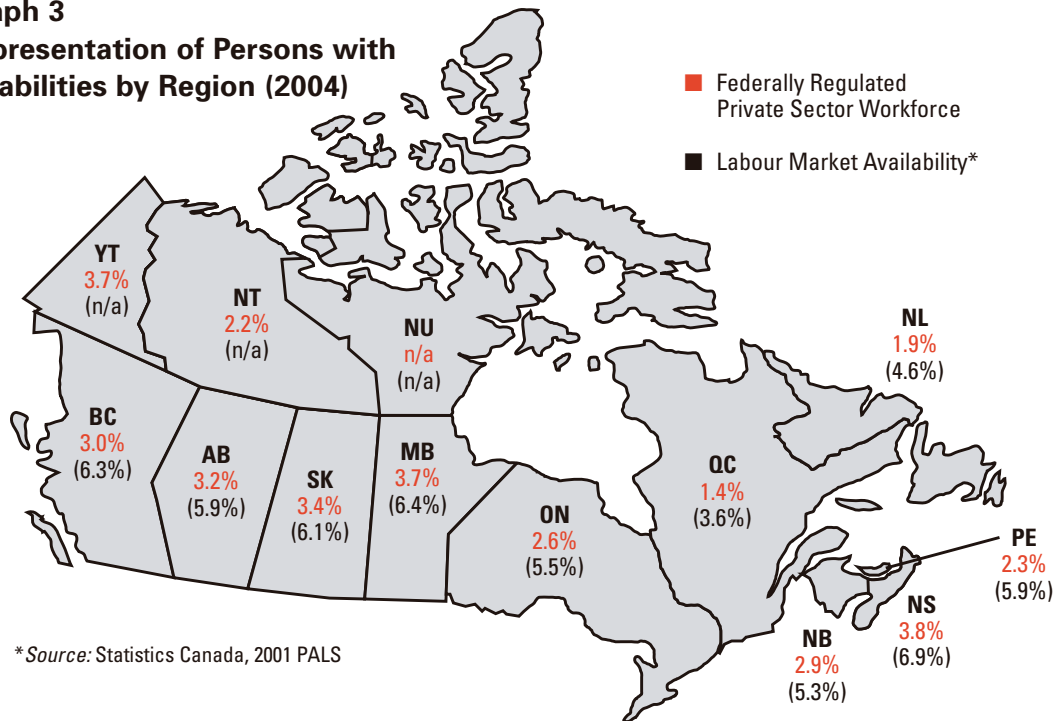 ph 3
resentation of Persons with
abilities by Region (2004)
Federally Regulated
Private Sector Workforce
Labour Market Availability*
YT
3.7%
(n/a)
NT
2.2%
(n/a)
NU
n/a
(n/a)
NL
1.9%
(4.6%)
BC
3.0%
(6.3%)
AB
3.2%
(5.9%)
SK
3.4%
(6.1%)
MB
3.7%
(6.4%)
ON
2.6%
(5.5%)
QC
1.4%
(3.6%)
PE
2.3%
(5.9%)
NS
3.8%
(6.9%)
NB
2.9%
(5.3%)
*Source: Statistics Canada, 2001 PALS